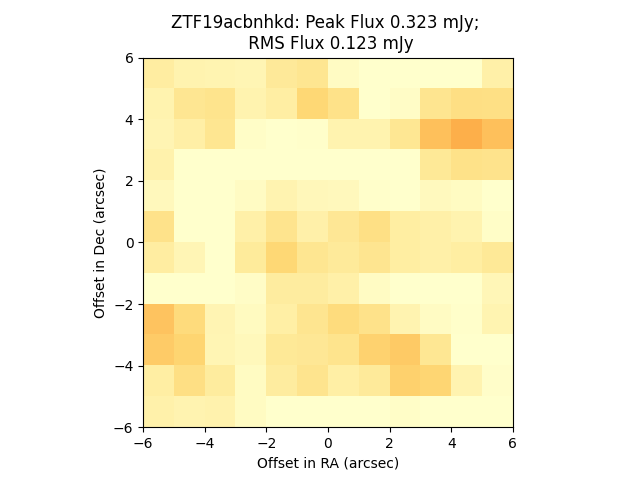 ZTF19acbnhkd: Peak Flux 0.323 mJy;
RMS Flux 0.123 mJy
6
4
2
0
−2
−4
−6
Offset in Dec (arcsec)
−6 −4 −2 0 2 4 6
Offset in RA (arcsec)